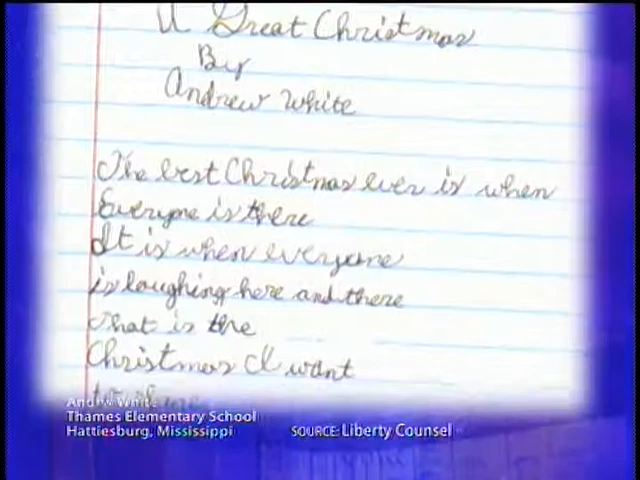 A Great Christmas
By
Andrew White
The best Christmas ever is when
Everyone is there
It is when everyone
is laughing here and there
That is the
Christmas I want
Andrew White
Thames Elementary School
Hattiesburg, Mississippi
SOURCE: Liberty Counsel